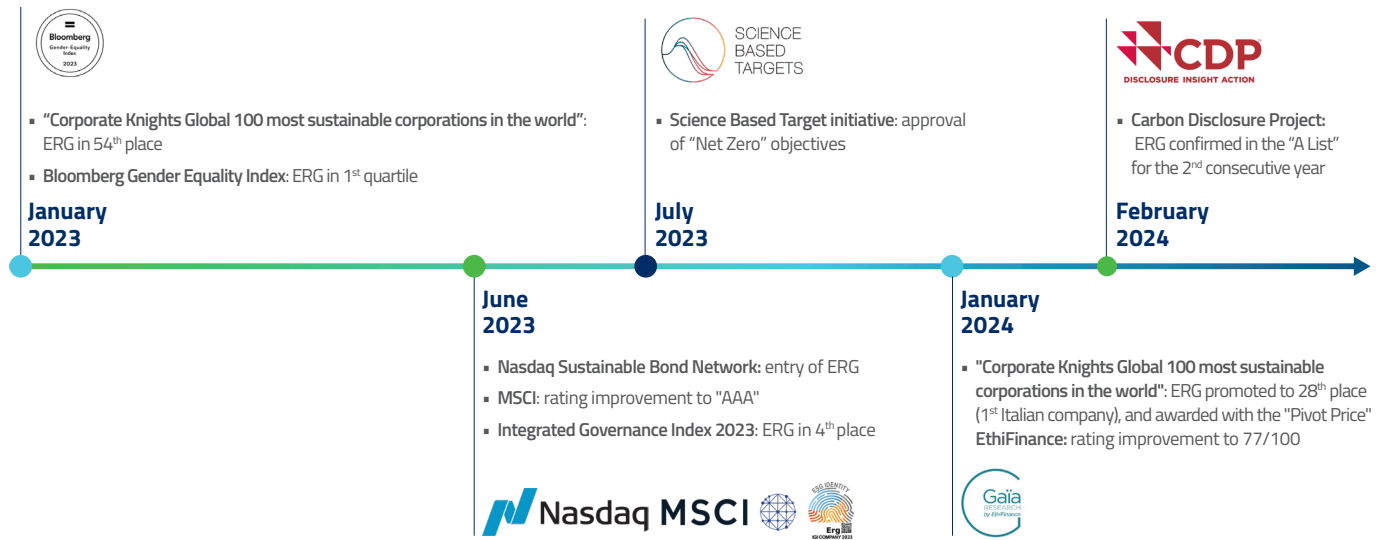 Bloomberg
Gender-Equality
Index
2023
▪ “Corporate Knights Global 100 most sustainable corporations in the world”:
ERG in 54th place
▪ Bloomberg Gender Equality Index: ERG in 1st quartile
January
2023
SCIENCE
BASED
TARGETS
▪ Science Based Target initiative: approval
of “Net Zero” objectives
July
2023
CDP
DISCLOSURE INSIGHT ACTION
▪ Carbon Disclosure Project:
ERG confirmed in the “A List”
for the 2nd consecutive year
February
2024
June
2023
▪ Nasdaq Sustainable Bond Network: entry of ERG
▪ MSCI: rating improvement to "AAA"
▪ Integrated Governance Index 2023: ERG in 4th place
Nasdaq
MSCI
ESG IDENTITY
Erg
IGI COMPANY 2023
January
2024
▪ "Corporate Knights Global 100 most sustainable
corporations in the world": ERG promoted to 28th place
(1st Italian company), and awarded with the "Pivot Price"
EthiFinance: rating improvement to 77/100
Gaïa
RESEARCH
by EthiFinance